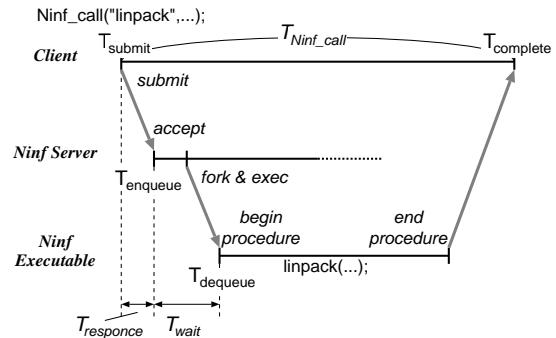 Ninf_call("linpack",...);
T_submit
T_Ninf_call
T_complete
Client
submit
accept
Ninf Server
T_enqueue
fork & exec
begin
procedure
end
procedure
Ninf
Executable
T_dequeue
linpack(...);
T_responce
T_wait